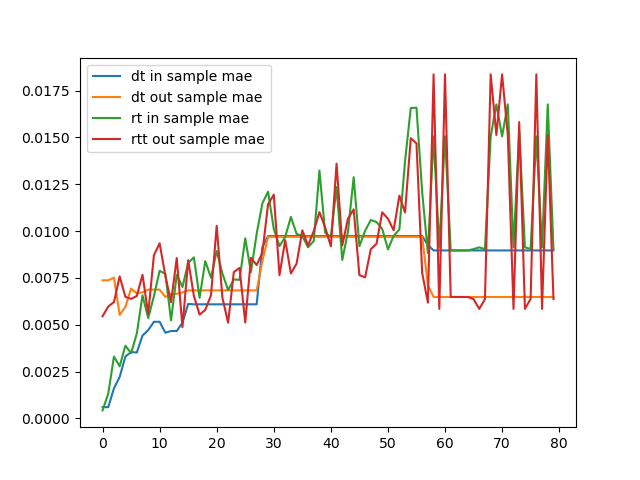 dt in sample mae
dt out sample mae
rt in sample mae
rtt out sample mae
0.0175
0.0150
0.0125
0.0100
0.0075
0.0050
0.0025
0.0000
0 10 20 30 40 50 60 70 80